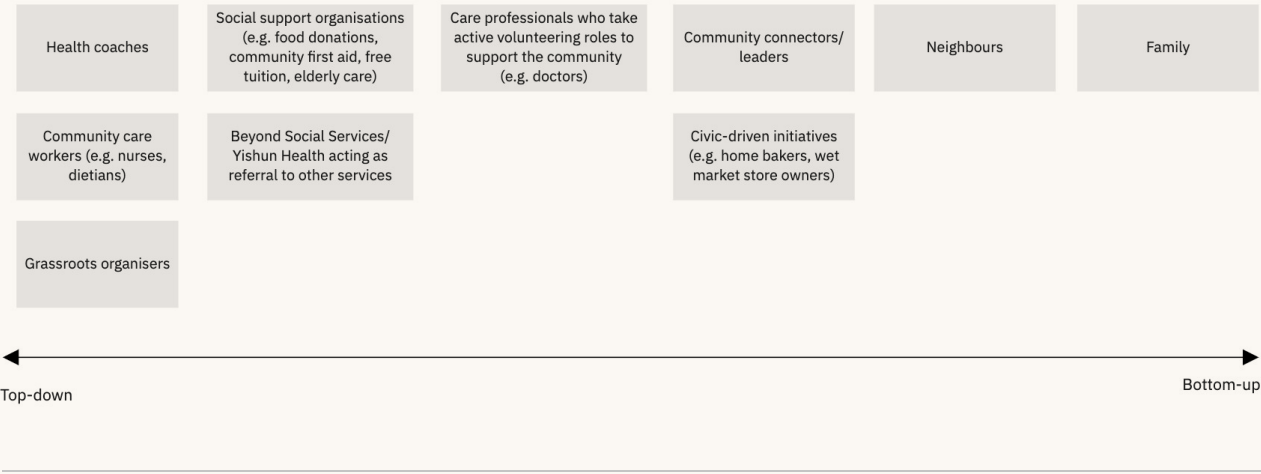 Health coaches
Social support organisations
(e.g. food donations,
community first aid, free
tuition, elderly care)
Care professionals who take
active volunteering roles to
support the community
(e.g. doctors)
Community connectors/
leaders
Neighbours
Family
Community care
workers (e.g. nurses,
dietians)
Beyond Social Services/
Yishun Health acting as
referral to other services
Civic-driven initiatives
(e.g. home bakers, wet
market store owners)
Grassroots organisers
Top-down
Bottom-up